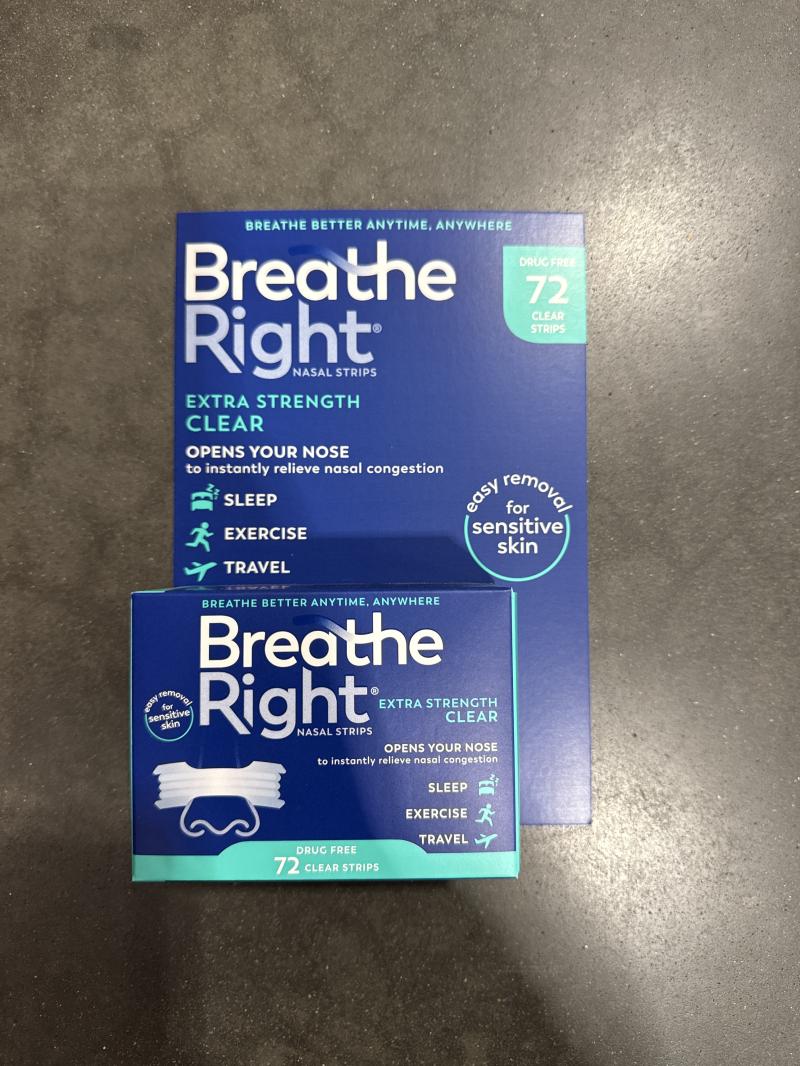 BREATHE BETTER ANYTIME, ANYWHERE
Breathe
Right®
NASAL STRIPS
DRUG FREE
72
CLEAR
STRIPS
EXTRA STRENGTH
CLEAR
OPENS YOUR NOSE
to instantly relieve nasal congestion
SLEEP
EXERCISE
TRAVEL
easy removal
for
sensitive
skin
BREATHE BETTER ANYTIME, ANYWHERE
Breathe
Right®
NASAL STRIPS
easy removal
for
sensitive
skin
EXTRA STRENGTH
CLEAR
OPENS YOUR NOSE
to instantly relieve nasal congestion
SLEEP
EXERCISE
TRAVEL
DRUG FREE
72 CLEAR STRIPS